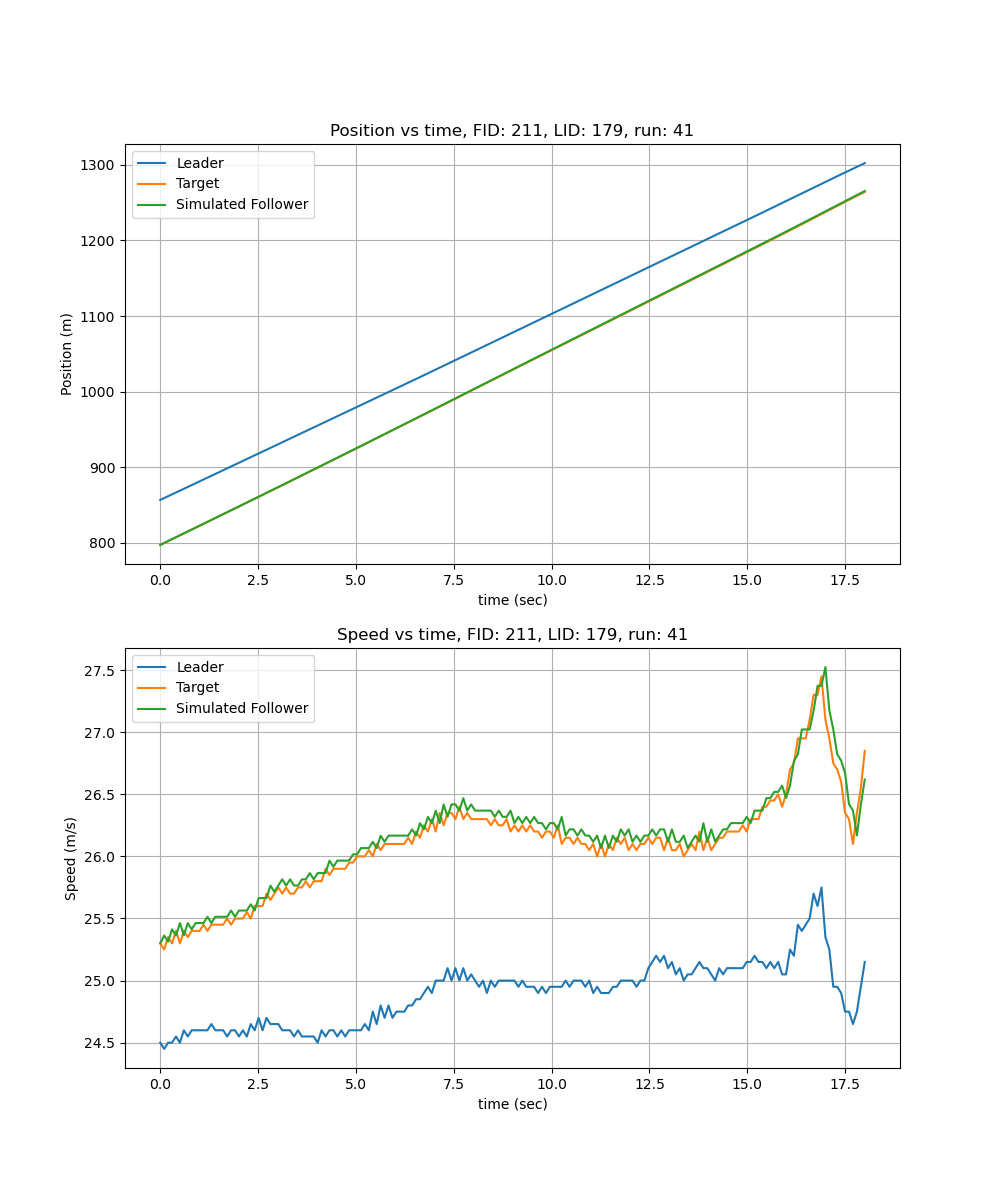 Position vs time, FID: 211, LID: 179, run: 41
Leader
Target
Simulated Follower
1300
1200
1100
1000
900
800
Position (m)
0.0 2.5 5.0 7.5 10.0 12.5 15.0 17.5
time (sec)
Speed vs time, FID: 211, LID: 179, run: 41
Leader
Target
Simulated Follower
27.5
27.0
26.5
26.0
25.5
25.0
24.5
Speed (m/s)
0.0 2.5 5.0 7.5 10.0 12.5 15.0 17.5
time (sec)